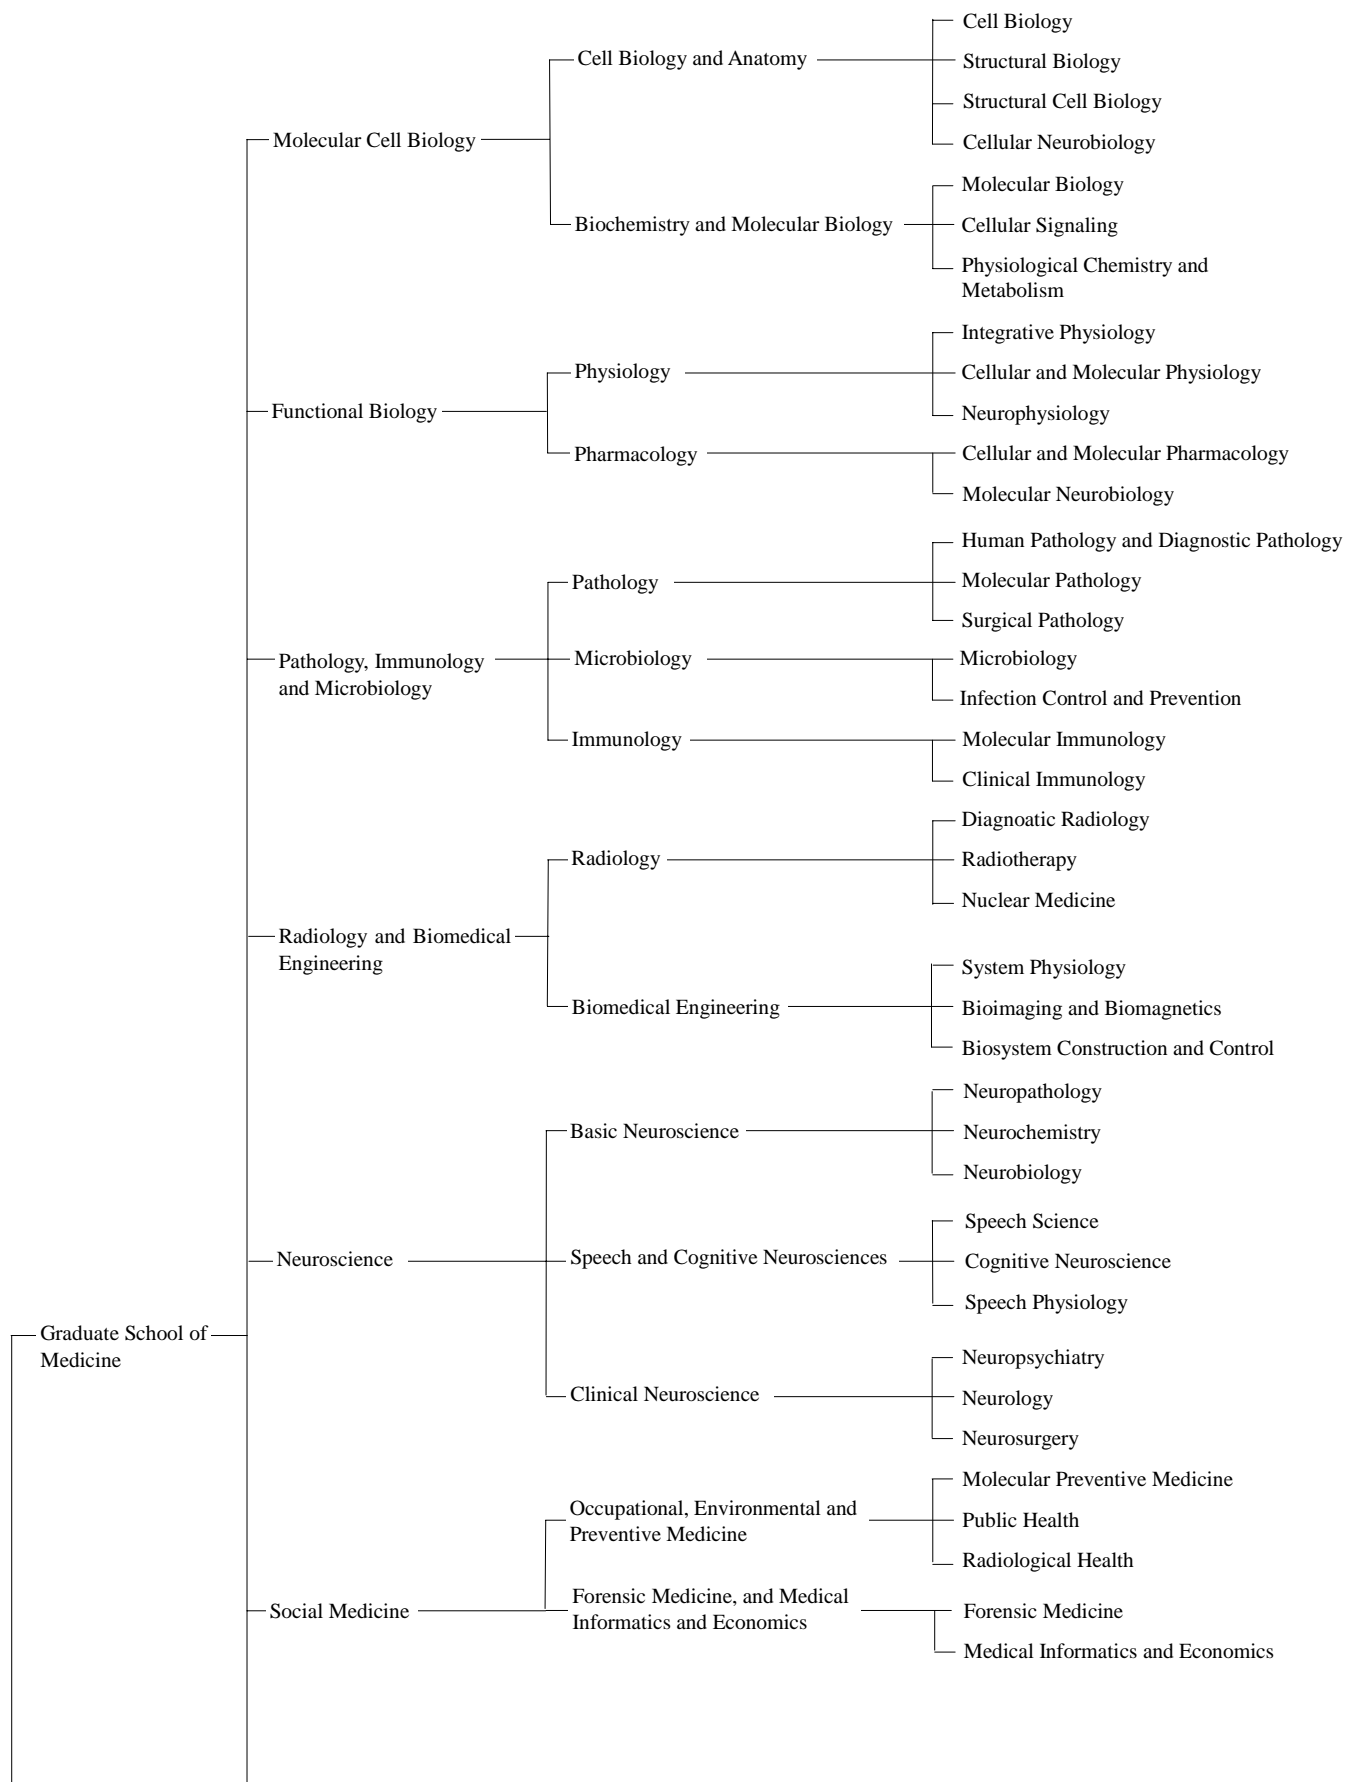 Cell Biology
Cell Biology and Anatomy
Structural Biology
Structural Cell Biology
Molecular Cell Biology
Cellular Neurobiology
Molecular Biology
Biochemistry and Molecular Biology
Cellular Signaling
Physiological Chemistry and
Metabolism
Integrative Physiology
Physiology
Cellular and Molecular Physiology
Functional Biology
Neurophysiology
Pharmacology
Cellular and Molecular Pharmacology
Molecular Neurobiology
Human Pathology and Diagnostic Pathology
Pathology
Molecular Pathology
Surgical Pathology
Pathology, Immunology
and Microbiology
Microbiology
Microbiology
Infection Control and Prevention
Immunology
Molecular Immunology
Clinical Immunology
Diagnoatic Radiology
Radiology
Radiotherapy
Nuclear Medicine
Radiology and Biomedical
Engineering
System Physiology
Biomedical Engineering
Bioimaging and Biomagnetics
Biosystem Construction and Control
Neuropathology
Basic Neuroscience
Neurochemistry
Neurobiology
Speech Science
Neuroscience
Speech and Cognitive Neurosciences
Cognitive Neuroscience
Speech Physiology
Graduate School of
Medicine
Neuropsychiatry
Clinical Neuroscience
Neurology
Neurosurgery
Molecular Preventive Medicine
Occupational, Environmental and
Preventive Medicine
Public Health
Radiological Health
Social Medicine
Forensic Medicine, and Medical
Informatics and Economics
Forensic Medicine
Medical Informatics and Economics